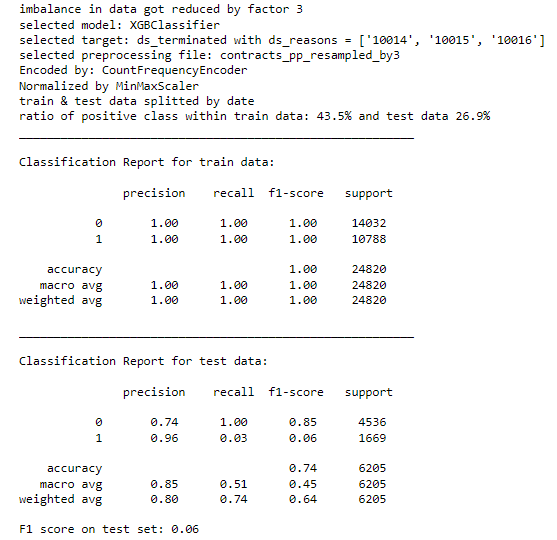 imbalance in data got reduced by factor 3
selected model: XGBClassifier
selected target: ds_terminated with ds_reasons = ['10014', '10015', '10016']
selected preprocessing file: contracts_pp_resampled_by3
Encoded by: CountFrequencyEncoder
Normalized by MinMaxScaler
train & test data splitted by date
ratio of positive class within train data: 43.5% and test data 26.9%
Classification Report for train data:
precision recall f1-score support
0 1.00 1.00 1.00 14032
1 1.00 1.00 1.00 10788
accuracy 1.00 24820
macro avg 1.00 1.00 1.00 24820
weighted avg 1.00 1.00 1.00 24820
Classification Report for test data:
precision recall f1-score support
0 0.74 1.00 0.85 4536
1 0.96 0.03 0.06 1669
accuracy 0.74 6205
macro avg 0.85 0.51 0.45 6205
weighted avg 0.80 0.74 0.64 6205
F1 score on test set: 0.06